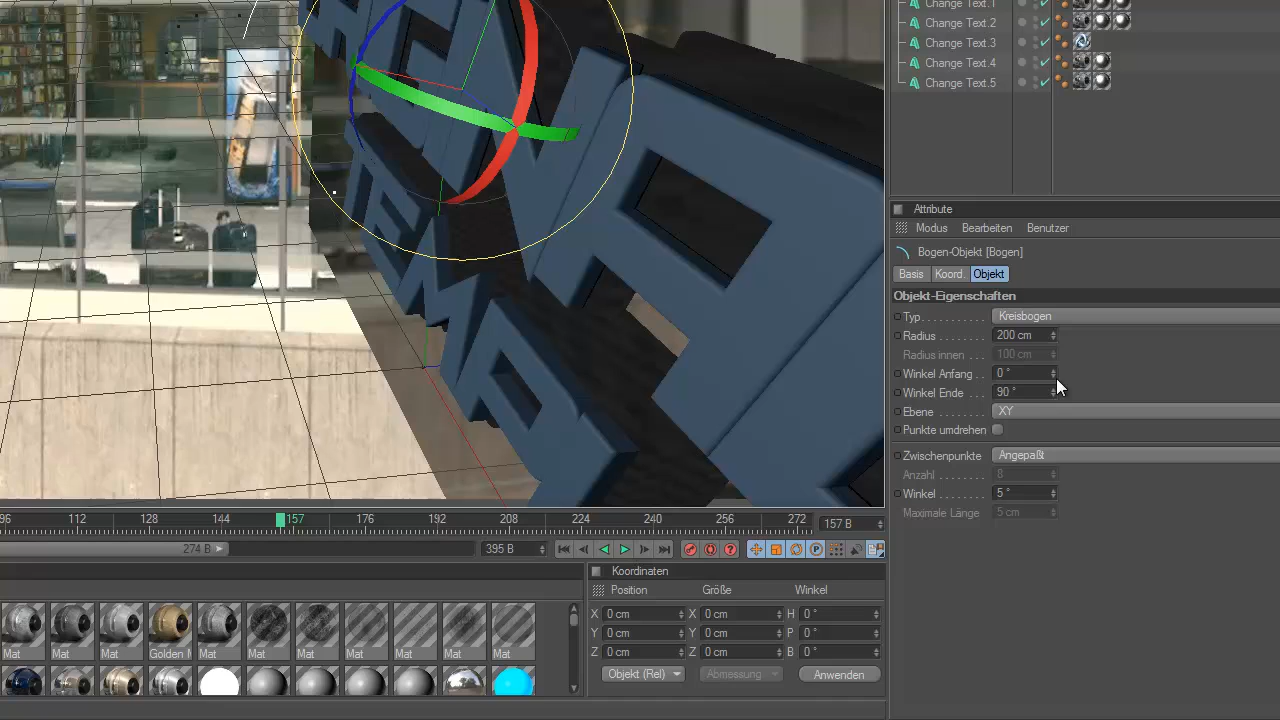 Change Text.1
Change Text.2
Change Text.3
Change Text.4
Change Text.5
Attribute
Modus Bearbeiten Benutzer
Bogen-Objekt [Bogen]
Basis Koord. Objekt
Objekt-Eigenschaften
Typ Kreisbogen
Radius 200 cm
Radius innen 100 cm
Winkel Anfang 0 °
Winkel Ende 90 °
Ebene XY
Punkte umdrehen
Zwischenpunkte Angepaßt
Anzahl 8
Winkel 5 °
Maximale Länge 5 cm
96 112 128 144 157 176 192 208 224 240 256 272 157 B
274 B 395 B
Koordinaten
Position Größe Winkel
X 0 cm X 0 cm H 0 °
Y 0 cm Y 0 cm P 0 °
Z 0 cm Z 0 cm B 0 °
Objekt (Rel) Abmessung Anwenden
Mat Mat Mat Golden M Mat Mat Mat Mat Mat Mat Mat